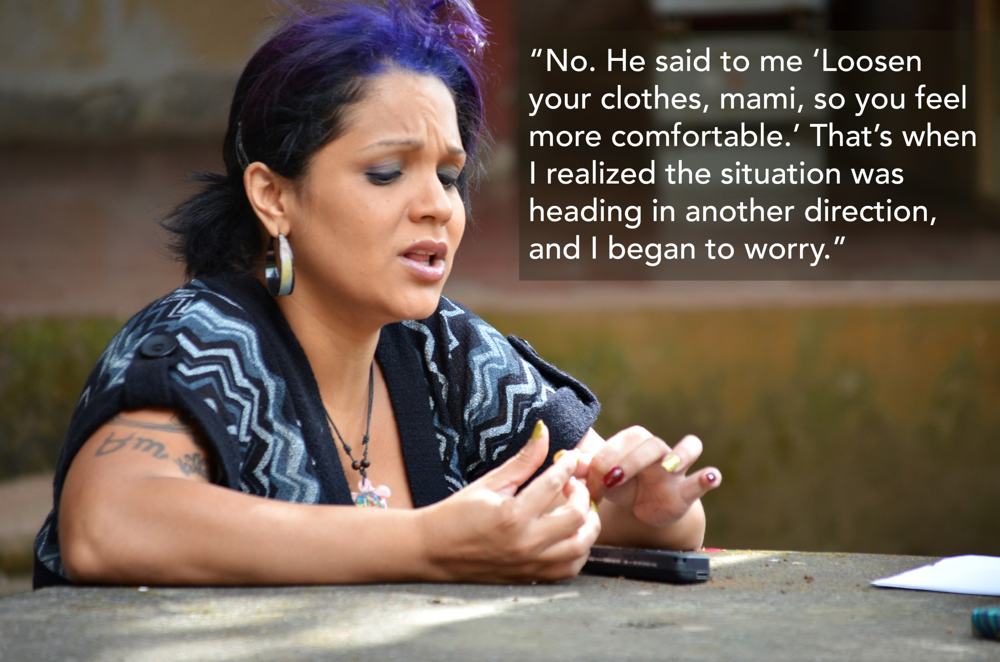 “No. He said to me ‘Loosen
your clothes, mami, so you feel
more comfortable.’ That’s when
I realized the situation was
heading in another direction,
and I began to worry.”